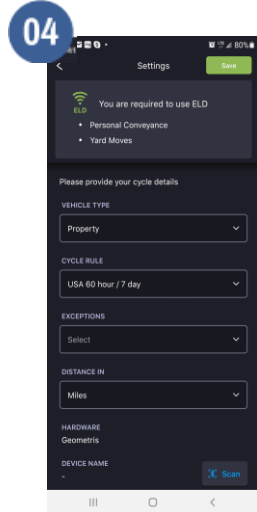 04
80%
Settings
Save
ELD
You are required to use ELD
• Personal Conveyance
• Yard Moves
Please provide your cycle details
VEHICLE TYPE
Property
CYCLE RULE
USA 60 hour / 7 day
EXCEPTIONS
Select
DISTANCE IN
Miles
HARDWARE
Geometris
DEVICE NAME
-
Scan